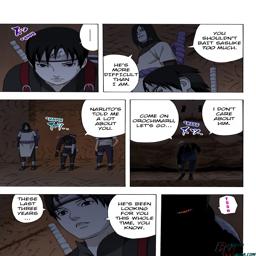 YOU
SHOULDN'T
BAIT SASUKE
TOO MUCH.
HE'S
MORE
DIFFICULT
THAN
I AM.
I DON'T
CARE
ABOUT
HIM.
COME ON
OROCHIMARU,
LET'S GO...
NARUTO'S
TOLD ME
A LOT
ABOUT
YOU.
HE'S BEEN
LOOKING
FOR YOU
THIS WHOLE
TIME, YOU
KNOW.
THESE
LAST
THREE
YEARS...